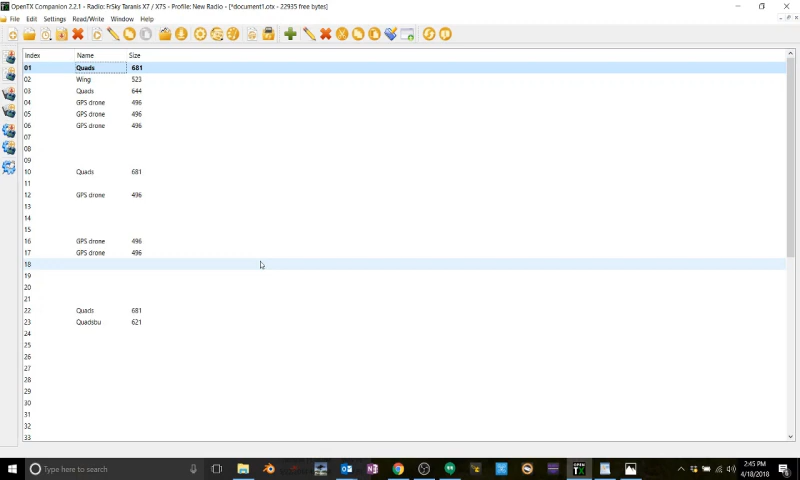 OpenTX Companion 2.2.1 - Radio: FrSky Taranis X7 / X7S - Profile: New Radio - [*document1.otx - 22935 free bytes]
File Edit Settings Read/Write Window Help
Index Name Size
01 Quads 681
02 Wing 523
03 Quads 644
04 GPS drone 496
05 GPS drone 496
06 GPS drone 496
07
08
09
10 Quads 681
11
12 GPS drone 496
13
14
15
16 GPS drone 496
17 GPS drone 496
18
19
20
21
22 Quads 681
23 Quadsbu 621
24
25
26
27
28
29
30
31
32
33
Type here to search
OPEN TX
2:45 PM
4/18/2018